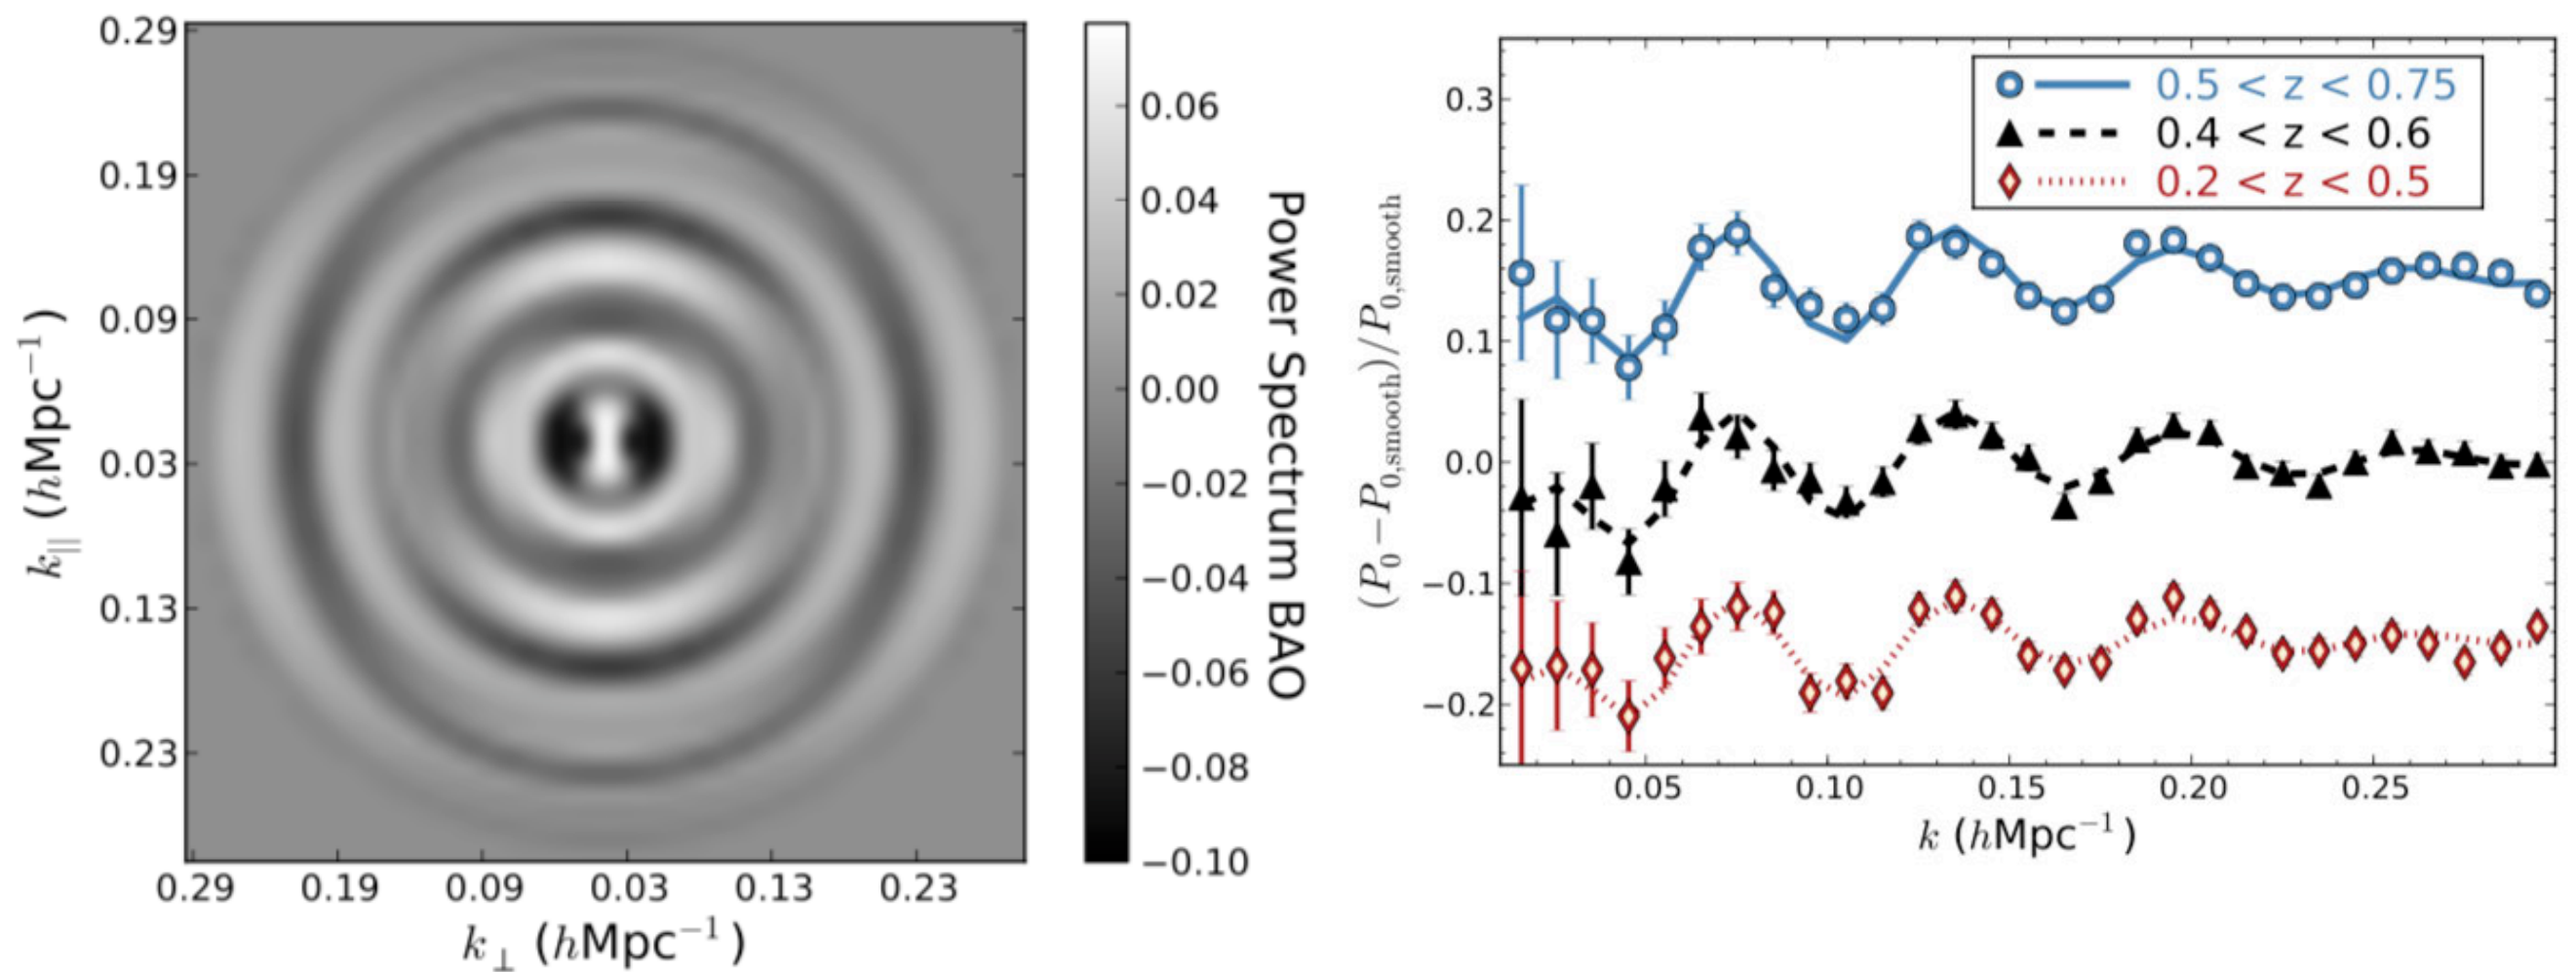 0.29
0.19
0.09
0.03
0.13
0.23
k∥ (hMpc⁻¹)
0.29 0.19 0.09 0.03 0.13 0.23
k⊥ (hMpc⁻¹)
0.06
0.04
0.02
0.00
−0.02
−0.04
−0.06
−0.08
−0.10
Power Spectrum BAO
(P₀−P₀,smooth)/P₀,smooth
0.3
0.2
0.1
0.0
−0.1
−0.2
0.5 < z < 0.75
0.4 < z < 0.6
0.2 < z < 0.5
0.05 0.10 0.15 0.20 0.25
k (hMpc⁻¹)